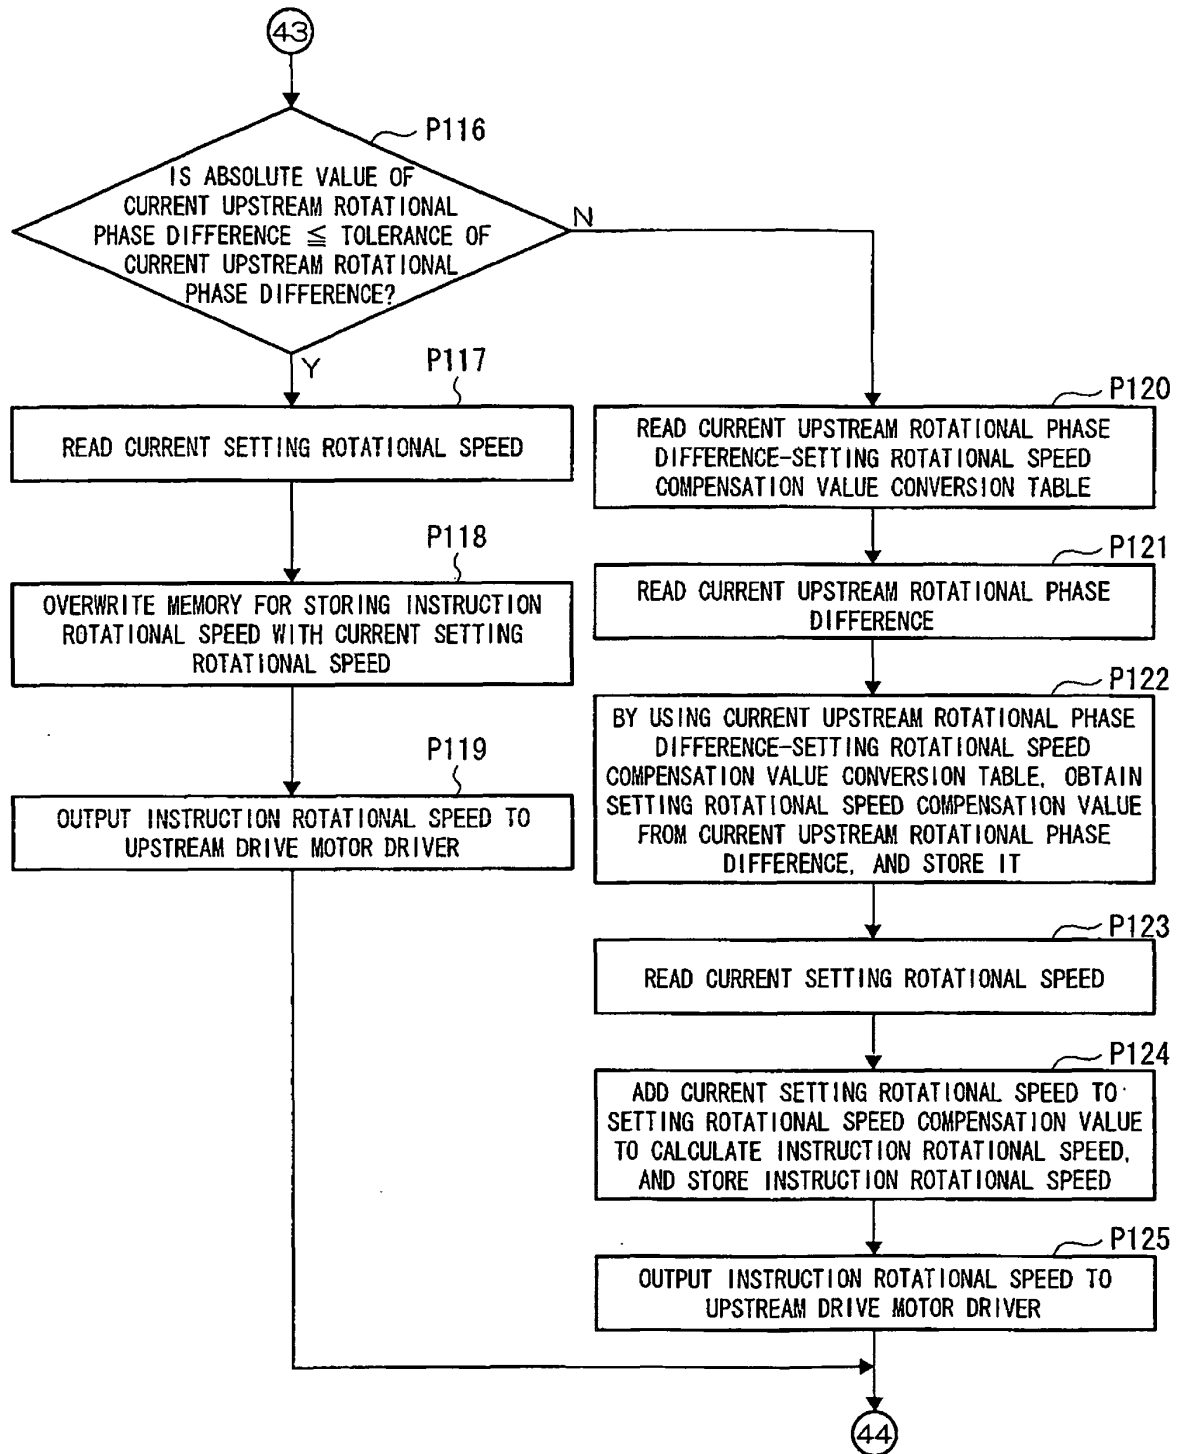 43
P116
IS ABSOLUTE VALUE OF
CURRENT UPSTREAM ROTATIONAL
PHASE DIFFERENCE ≦ TOLERANCE OF
CURRENT UPSTREAM ROTATIONAL
PHASE DIFFERENCE?
N
Y
P117
READ CURRENT SETTING ROTATIONAL SPEED
P118
OVERWRITE MEMORY FOR STORING INSTRUCTION
ROTATIONAL SPEED WITH CURRENT SETTING
ROTATIONAL SPEED
P119
OUTPUT INSTRUCTION ROTATIONAL SPEED TO
UPSTREAM DRIVE MOTOR DRIVER
P120
READ CURRENT UPSTREAM ROTATIONAL PHASE
DIFFERENCE-SETTING ROTATIONAL SPEED
COMPENSATION VALUE CONVERSION TABLE
P121
READ CURRENT UPSTREAM ROTATIONAL PHASE
DIFFERENCE
P122
BY USING CURRENT UPSTREAM ROTATIONAL PHASE
DIFFERENCE-SETTING ROTATIONAL SPEED
COMPENSATION VALUE CONVERSION TABLE, OBTAIN
SETTING ROTATIONAL SPEED COMPENSATION VALUE
FROM CURRENT UPSTREAM ROTATIONAL PHASE
DIFFERENCE, AND STORE IT
P123
READ CURRENT SETTING ROTATIONAL SPEED
P124
ADD CURRENT SETTING ROTATIONAL SPEED TO
SETTING ROTATIONAL SPEED COMPENSATION VALUE
TO CALCULATE INSTRUCTION ROTATIONAL SPEED,
AND STORE INSTRUCTION ROTATIONAL SPEED
P125
OUTPUT INSTRUCTION ROTATIONAL SPEED TO
UPSTREAM DRIVE MOTOR DRIVER
44